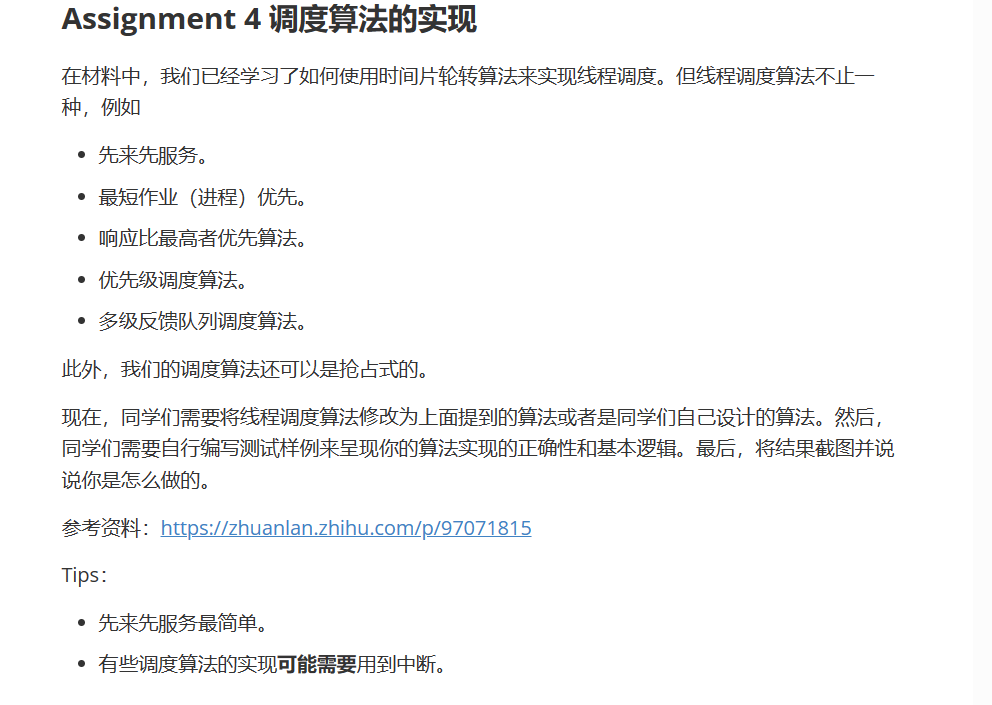 Assignment 4 调度算法的实现
在材料中，我们已经学习了如何使用时间片轮转算法来实现线程调度。但线程调度算法不止一
种，例如
先来先服务。
最短作业（进程）优先。
响应比最高者优先算法。
优先级调度算法。
多级反馈队列调度算法。
此外，我们的调度算法还可以是抢占式的。
现在，同学们需要将线程调度算法修改为上面提到的算法或者是同学们自己设计的算法。然后，
同学们需要自行编写测试样例来呈现你的算法实现的正确性和基本逻辑。最后，将结果截图并说
说你是怎么做的。
参考资料：https://zhuanlan.zhihu.com/p/97071815
Tips：
先来先服务最简单。
有些调度算法的实现可能需要用到中断。